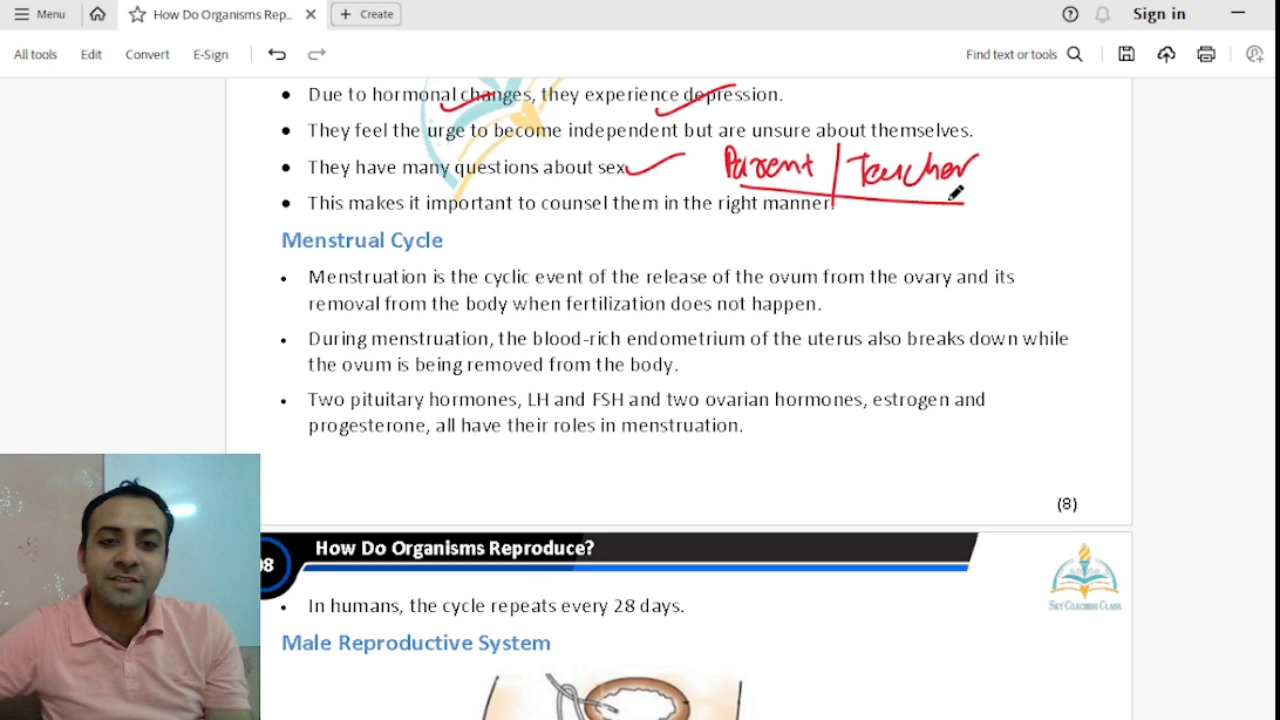 Menu
How Do Organisms Rep...
Create
Sign in
All tools
Edit
Convert
E-Sign
Find text or tools
• Due to hormonal changes, they experience depression.
• They feel the urge to become independent but are unsure about themselves.
• They have many questions about sex
Parent / Teacher
• This makes it important to counsel them in the right manner.
Menstrual Cycle
• Menstruation is the cyclic event of the release of the ovum from the ovary and its
removal from the body when fertilization does not happen.
• During menstruation, the blood-rich endometrium of the uterus also breaks down while
the ovum is being removed from the body.
• Two pituitary hormones, LH and FSH and two ovarian hormones, estrogen and
progesterone, all have their roles in menstruation.
(8)
08
How Do Organisms Reproduce?
SKY COACHING CLASS
• In humans, the cycle repeats every 28 days.
Male Reproductive System